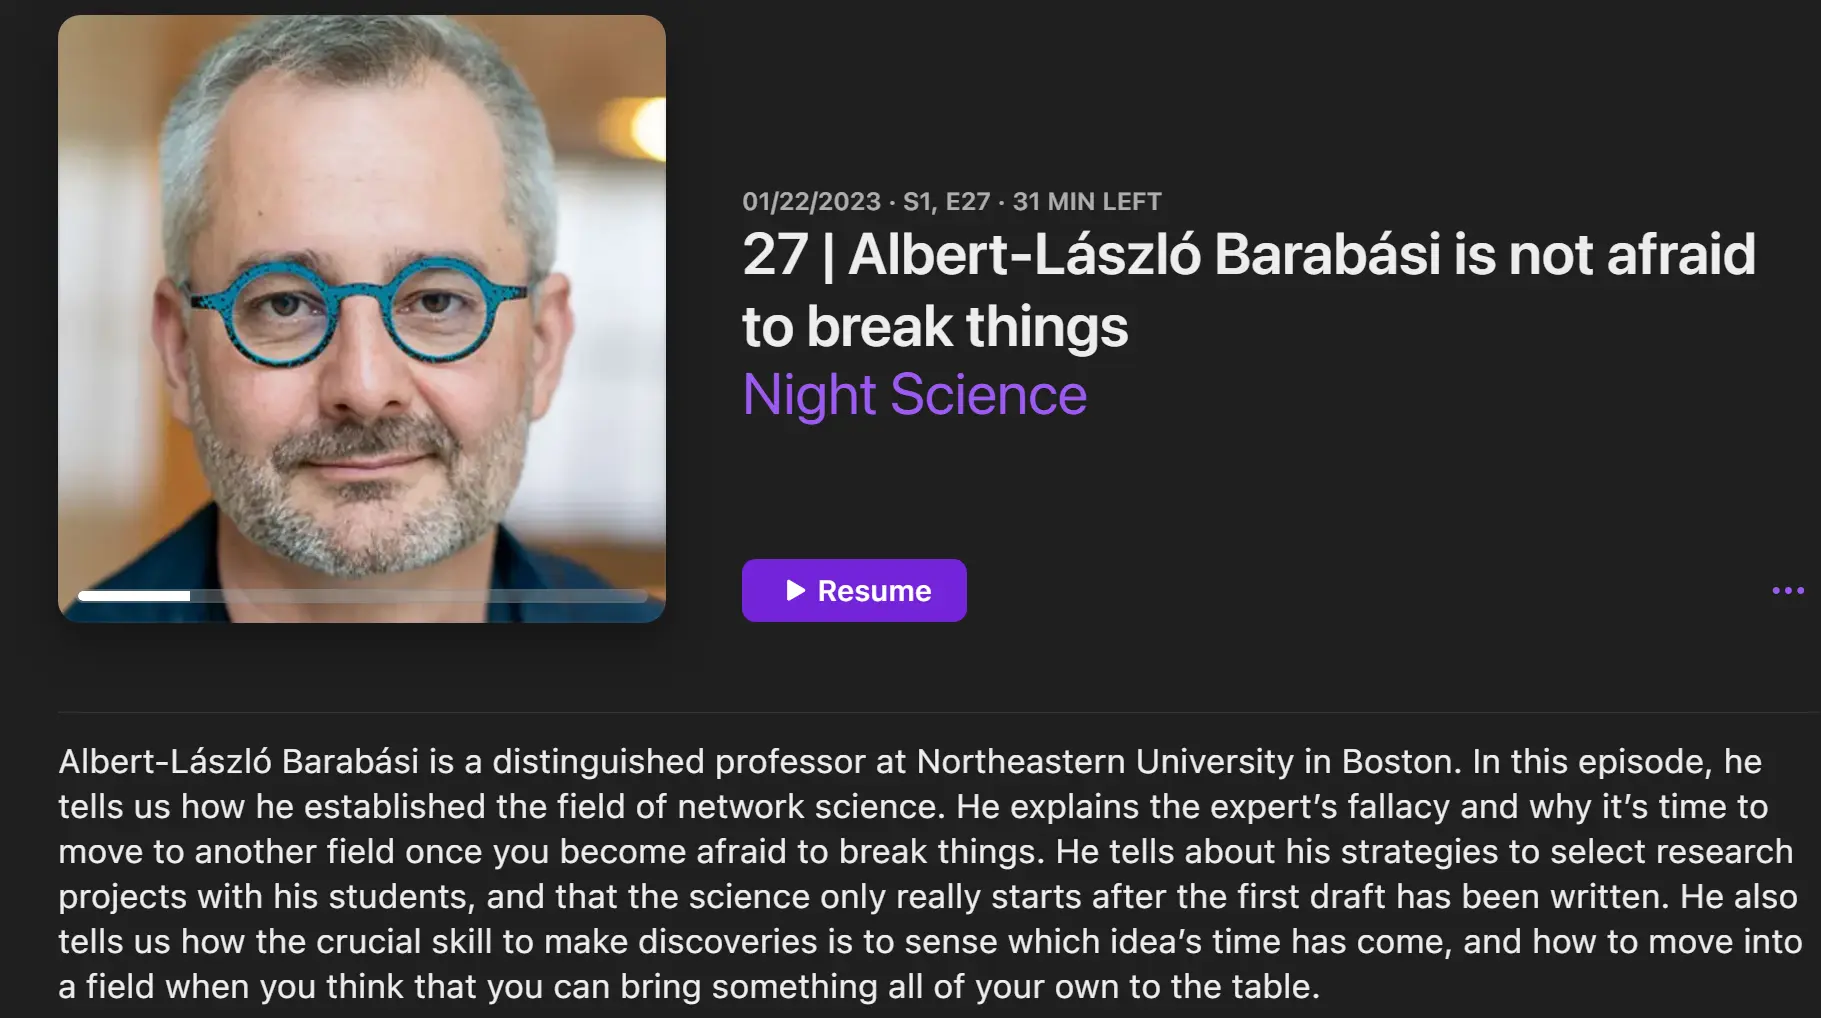 01/22/2023 · S1, E27 · 31 MIN LEFT
27 | Albert-László Barabási is not afraid
to break things
Night Science
Resume
Albert-László Barabási is a distinguished professor at Northeastern University in Boston. In this episode, he
tells us how he established the field of network science. He explains the expert’s fallacy and why it’s time to
move to another field once you become afraid to break things. He tells about his strategies to select research
projects with his students, and that the science only really starts after the first draft has been written. He also
tells us how the crucial skill to make discoveries is to sense which idea’s time has come, and how to move into
a field when you think that you can bring something all of your own to the table.